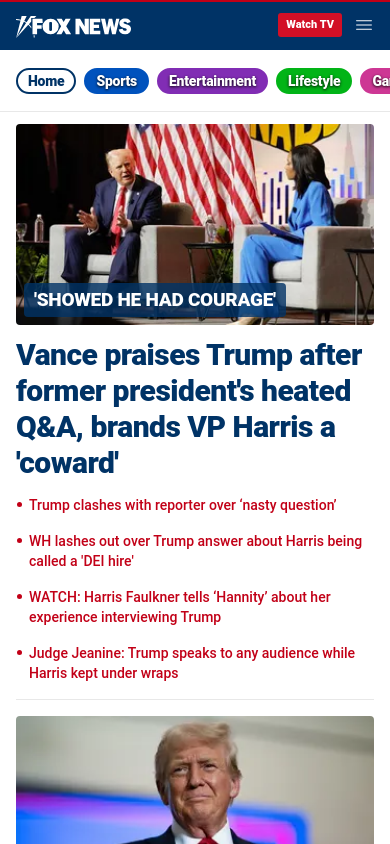 FOX NEWS
Watch TV
Home
Sports
Entertainment
Lifestyle
Ga
'SHOWED HE HAD COURAGE'
Vance praises Trump after
former president's heated
Q&A, brands VP Harris a
'coward'
• Trump clashes with reporter over ‘nasty question’
• WH lashes out over Trump answer about Harris being
called a 'DEI hire'
• WATCH: Harris Faulkner tells ‘Hannity’ about her
experience interviewing Trump
• Judge Jeanine: Trump speaks to any audience while
Harris kept under wraps